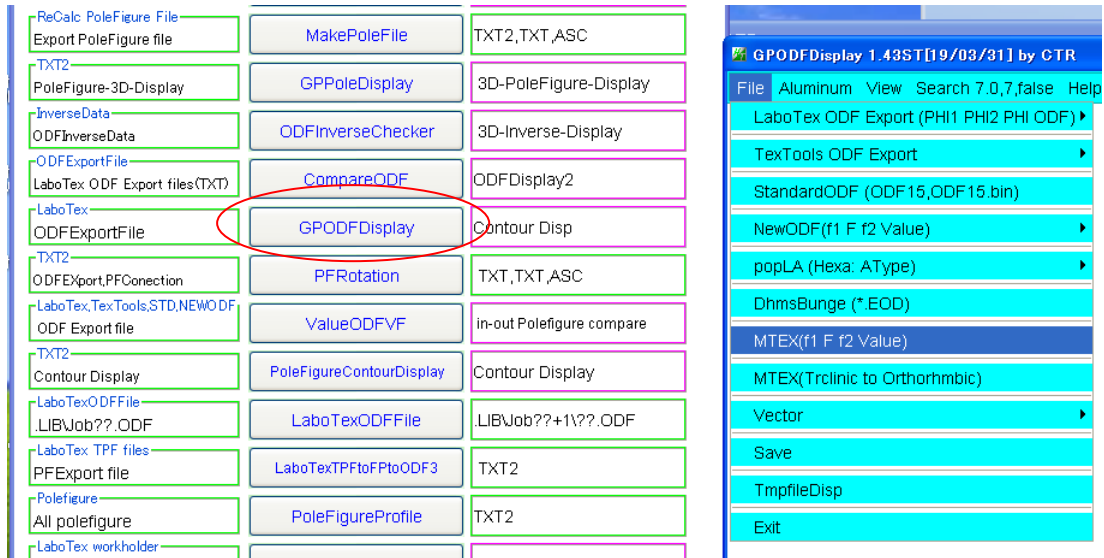 ReCalc PoleFigure File
Export PoleFigure file
MakePoleFile
TXT2,TXT,ASC
TXT2
PoleFigure-3D-Display
GPPoleDisplay
3D-PoleFigure-Display
InverseData
ODFInverseData
ODFInverseChecker
3D-Inverse-Display
ODFExportFile
LaboTex ODF Export files(TXT)
CompareODF
ODFDisplay2
LaboTex
ODFExportFile
GPODFDisplay
Contour Disp
TXT2
ODFEXport,PFConection
PFRotation
TXT,TXT,ASC
LaboTex,TexTools,STD,NEWODF
ODF Export file
ValueODFVF
in-out Polefigure compare
TXT2
Contour Display
PoleFigureContourDisplay
Contour Display
LaboTexODFFile
.LIB\Job??.ODF
LaboTexODFFile
.LIB\Job??+1\??.ODF
LaboTex TPF files
PFExport file
LaboTexTPFtoFPtoODF3
TXT2
Polefigure
All polefigure
PoleFigureProfile
TXT2
LaboTex workholder
GPODFDisplay 1.43ST[19/03/31] by CTR
File Aluminum View Search 7.0,7,false Help
LaboTex ODF Export (PHI1 PHI2 PHI ODF)
TexTools ODF Export
StandardODF (ODF15,ODF15.bin)
NewODF(f1 F f2 Value)
popLA (Hexa: AType)
DhmsBunge (*.EOD)
MTEX(f1 F f2 Value)
MTEX(Trclinic to Orthorhmbic)
Vector
Save
TmpfileDisp
Exit